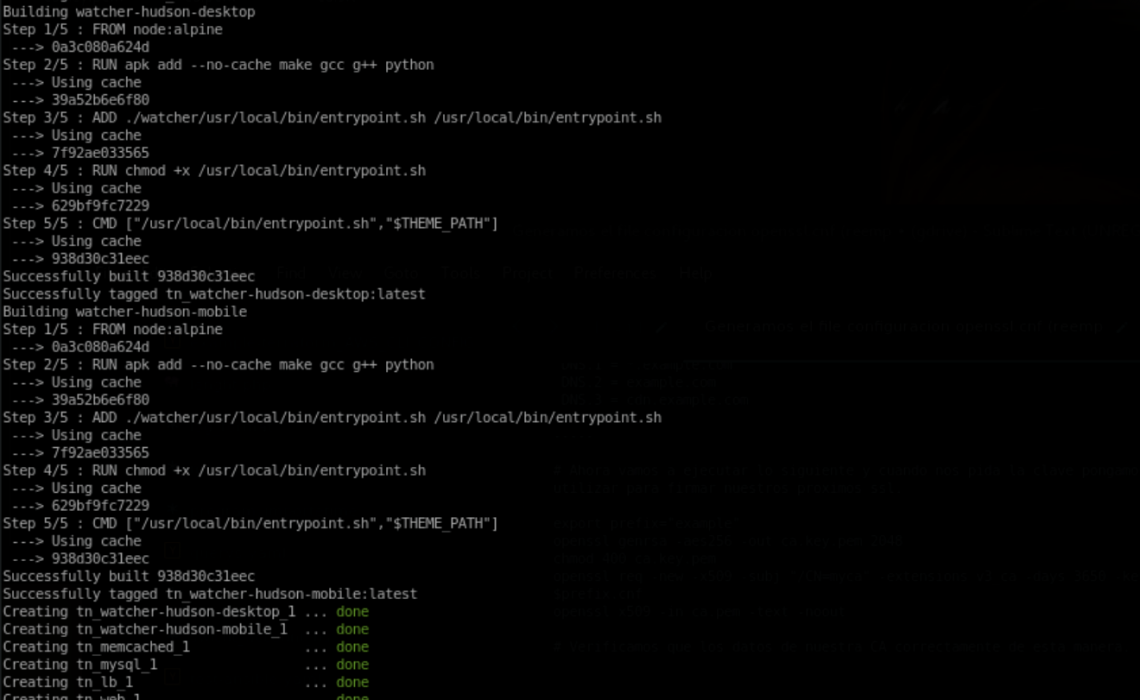 Building watcher-hudson-desktop
Step 1/5 : FROM node:alpine
 ---> 0a3c080a624d
Step 2/5 : RUN apk add --no-cache make gcc g++ python
 ---> Using cache
 ---> 39a52b6e6f80
Step 3/5 : ADD ./watcher/usr/local/bin/entrypoint.sh /usr/local/bin/entrypoint.sh
 ---> Using cache
 ---> 7f92ae033565
Step 4/5 : RUN chmod +x /usr/local/bin/entrypoint.sh
 ---> Using cache
 ---> 629bf9fc7229
Step 5/5 : CMD ["/usr/local/bin/entrypoint.sh","$THEME_PATH"]
 ---> Using cache
 ---> 938d30c31eec
Successfully built 938d30c31eec
Successfully tagged tn_watcher-hudson-desktop:latest
Building watcher-hudson-mobile
Step 1/5 : FROM node:alpine
 ---> 0a3c080a624d
Step 2/5 : RUN apk add --no-cache make gcc g++ python
 ---> Using cache
 ---> 39a52b6e6f80
Step 3/5 : ADD ./watcher/usr/local/bin/entrypoint.sh /usr/local/bin/entrypoint.sh
 ---> Using cache
 ---> 7f92ae033565
Step 4/5 : RUN chmod +x /usr/local/bin/entrypoint.sh
 ---> Using cache
 ---> 629bf9fc7229
Step 5/5 : CMD ["/usr/local/bin/entrypoint.sh","$THEME_PATH"]
 ---> Using cache
 ---> 938d30c31eec
Successfully built 938d30c31eec
Successfully tagged tn_watcher-hudson-mobile:latest
Creating tn_watcher-hudson-desktop_1 ... done
Creating tn_watcher-hudson-mobile_1  ... done
Creating tn_memcached_1              ... done
Creating tn_mysql_1                  ... done
Creating tn_lb_1                     ... done
Creating tn_web_1                    ... done